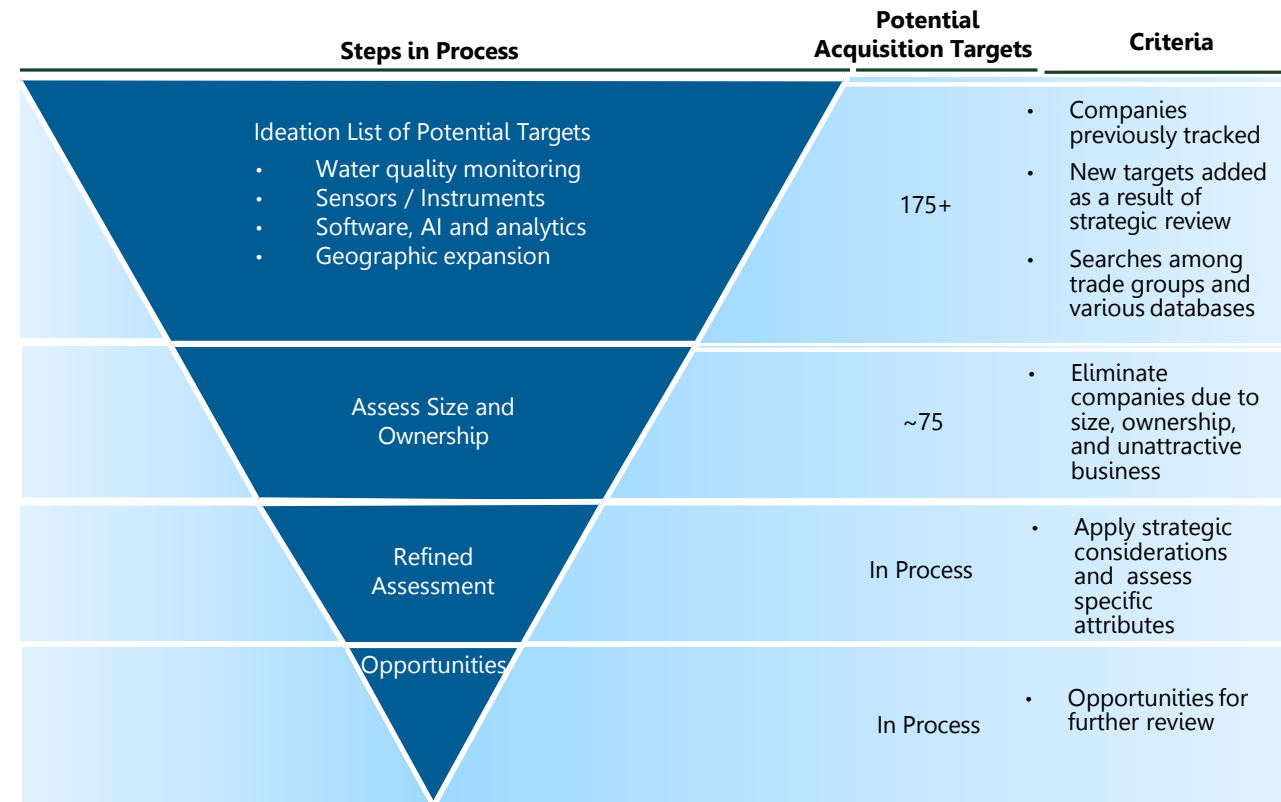 Steps in Process
Potential
Acquisition Targets
Criteria
Ideation List of Potential Targets
• Water quality monitoring
• Sensors / Instruments
• Software, AI and analytics
• Geographic expansion
175+
• Companies
previously tracked
• New targets added
as a result of
strategic review
• Searches among
trade groups and
various databases
Assess Size and
Ownership
~75
• Eliminate
companies due to
size, ownership,
and unattractive
business
Refined
Assessment
In Process
• Apply strategic
considerations
and assess
specific
attributes
Opportunities
In Process
• Opportunities for
further review